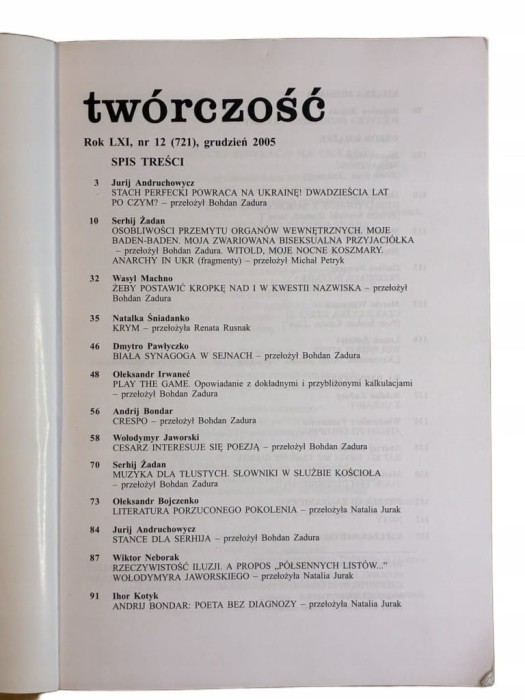 twórczość
Rok LXI, nr 12 (721), grudzień 2005
SPIS TREŚCI
3 Jurij Andruchowycz
STACH PERFECKI POWRACA NA UKRAINĘ! DWADZIEŚCIA LAT
PO CZYM? – przełożył Bohdan Zadura
10 Serhij Żadan
OSOBLIWOŚCI PRZEMYTU ORGANÓW WEWNĘTRZNYCH. MOJE
BADEN-BADEN. MOJA ZWARIOWANA BISEKSUALNA PRZYJACIÓŁKA
– przełożył Bohdan Zadura. WITOLD, MOJE NOCNE KOSZMARY.
ANARCHY IN UKR (fragmenty) – przełożył Michał Petryk
32 Wasyl Machno
ŻEBY POSTAWIĆ KROPKĘ NAD I W KWESTII NAZWISKA – przełożył
Bohdan Zadura
35 Natalka Śniadanko
KRYM – przełożyła Renata Rusnak
46 Dmytro Pawłyczko
BIAŁA SYNAGOGA W SEJNACH – przełożył Bohdan Zadura
48 Ołeksandr Irwaneć
PLAY THE GAME. Opowiadanie z dokładnymi i przybliżonymi kalkulacjami
– przełożył Bohdan Zadura
56 Andrij Bondar
CRESPO – przełożył Bohdan Zadura
58 Wołodymyr Jaworski
CESARZ INTERESUJE SIĘ POEZJĄ – przełożył Bohdan Zadura
70 Serhij Żadan
MUZYKA DLA TŁUSTYCH. SŁOWNIKI W SŁUŻBIE KOŚCIOŁA
– przełożył Bohdan Zadura
73 Ołeksandr Bojczenko
LITERATURA PORZUCONEGO POKOLENIA – przełożyła Natalia Jurak
84 Jurij Andruchowycz
STANCE DLA SERHIJA – przełożył Bohdan Zadura
87 Wiktor Neborak
RZECZYWISTOŚĆ ILUZJI. A PROPOS „PÓŁSENNYCH LISTÓW...”
WOŁODYMYRA JAWORSKIEGO – przełożyła Natalia Jurak
91 Ihor Kotyk
ANDRIJ BONDAR: POETA BEZ DIAGNOZY – przełożyła Natalia Jurak